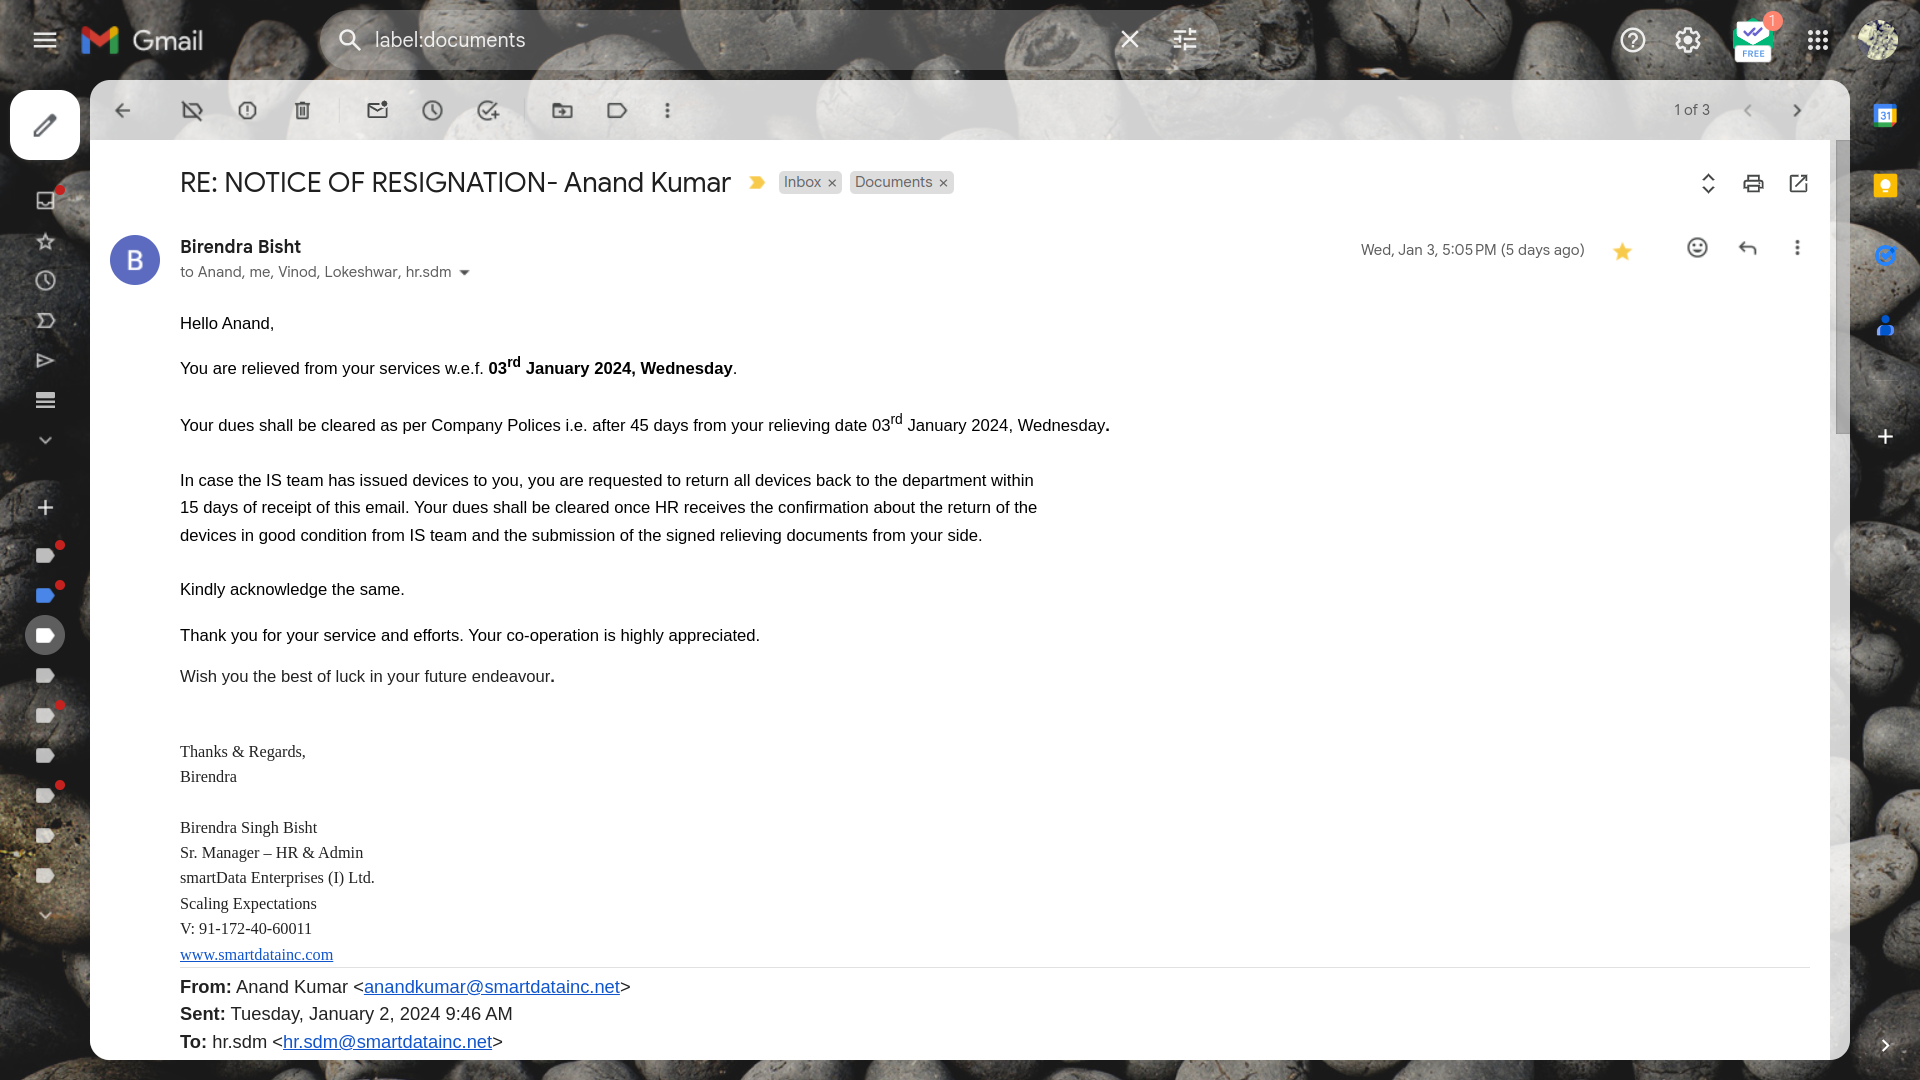 Gmail
label:documents
1
FREE
1 of 3
31
RE: NOTICE OF RESIGNATION- Anand Kumar
Inbox ×
Documents ×
B
Birendra Bisht
Wed, Jan 3, 5:05 PM (5 days ago)
to Anand, me, Vinod, Lokeshwar, hr.sdm
Hello Anand,
You are relieved from your services w.e.f. 03rd January 2024, Wednesday.
Your dues shall be cleared as per Company Polices i.e. after 45 days from your relieving date 03rd January 2024, Wednesday.
In case the IS team has issued devices to you, you are requested to return all devices back to the department within
15 days of receipt of this email. Your dues shall be cleared once HR receives the confirmation about the return of the
devices in good condition from IS team and the submission of the signed relieving documents from your side.
Kindly acknowledge the same.
Thank you for your service and efforts. Your co-operation is highly appreciated.
Wish you the best of luck in your future endeavour.
Thanks & Regards,
Birendra
Birendra Singh Bisht
Sr. Manager – HR & Admin
smartData Enterprises (I) Ltd.
Scaling Expectations
V: 91-172-40-60011
www.smartdatainc.com
From: Anand Kumar <anandkumar@smartdatainc.net>
Sent: Tuesday, January 2, 2024 9:46 AM
To: hr.sdm <hr.sdm@smartdatainc.net>